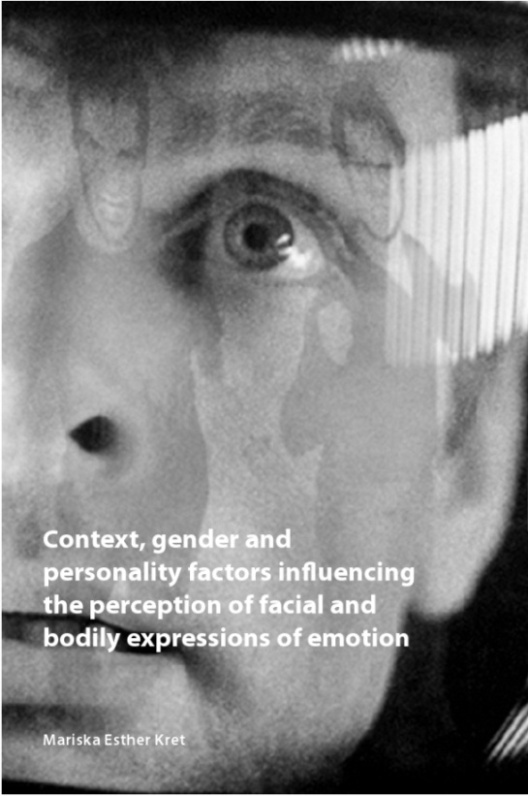 Context, gender and
personality factors influencing
the perception of facial and
bodily expressions of emotion
Mariska Esther Kret